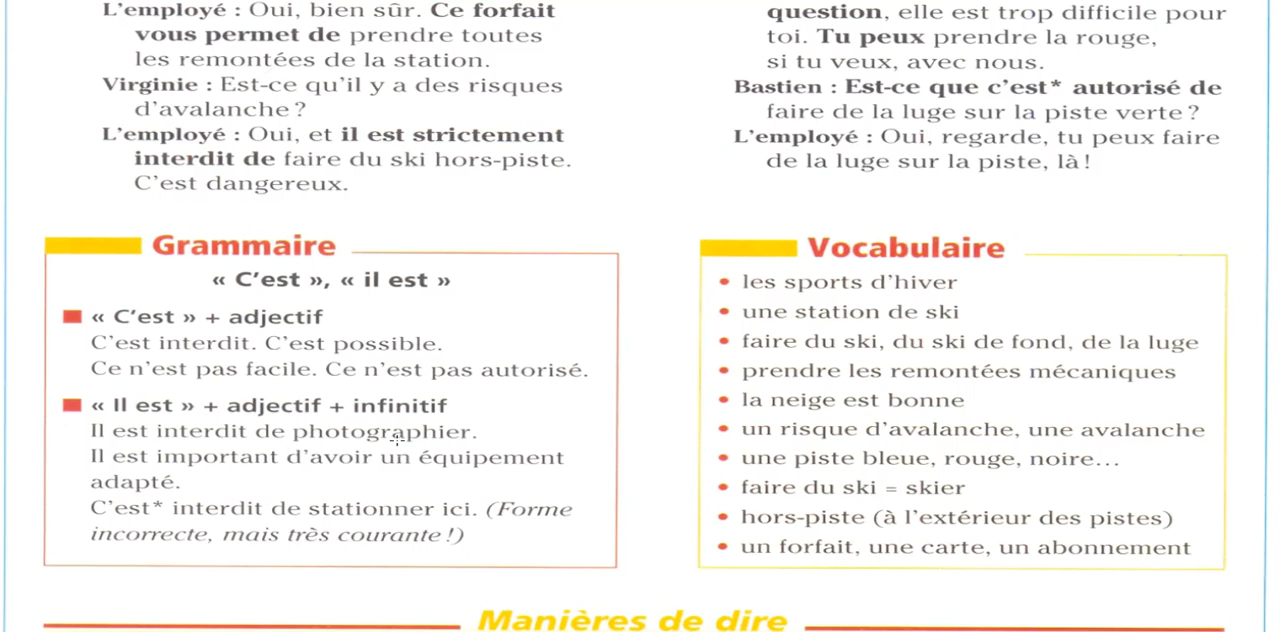 L'employé : Oui, bien sûr. Ce forfait
vous permet de prendre toutes
les remontées de la station.
Virginie : Est-ce qu'il y a des risques
d'avalanche ?
L'employé : Oui, et il est strictement
interdit de faire du ski hors-piste.
C'est dangereux.
question, elle est trop difficile pour
toi. Tu peux prendre la rouge,
si tu veux, avec nous.
Bastien : Est-ce que c'est* autorisé de
faire de la luge sur la piste verte ?
L'employé : Oui, regarde, tu peux faire
de la luge sur la piste, là !
Grammaire
« C'est », « il est »
« C'est » + adjectif
C'est interdit. C'est possible.
Ce n'est pas facile. Ce n'est pas autorisé.
« Il est » + adjectif + infinitif
Il est interdit de photographier.
Il est important d'avoir un équipement
adapté.
C'est* interdit de stationner ici. (Forme
incorrecte, mais très courante !)
Vocabulaire
• les sports d'hiver
• une station de ski
• faire du ski, du ski de fond, de la luge
• prendre les remontées mécaniques
• la neige est bonne
• un risque d'avalanche, une avalanche
• une piste bleue, rouge, noire...
• faire du ski = skier
• hors-piste (à l'extérieur des pistes)
• un forfait, une carte, un abonnement
Manières de dire